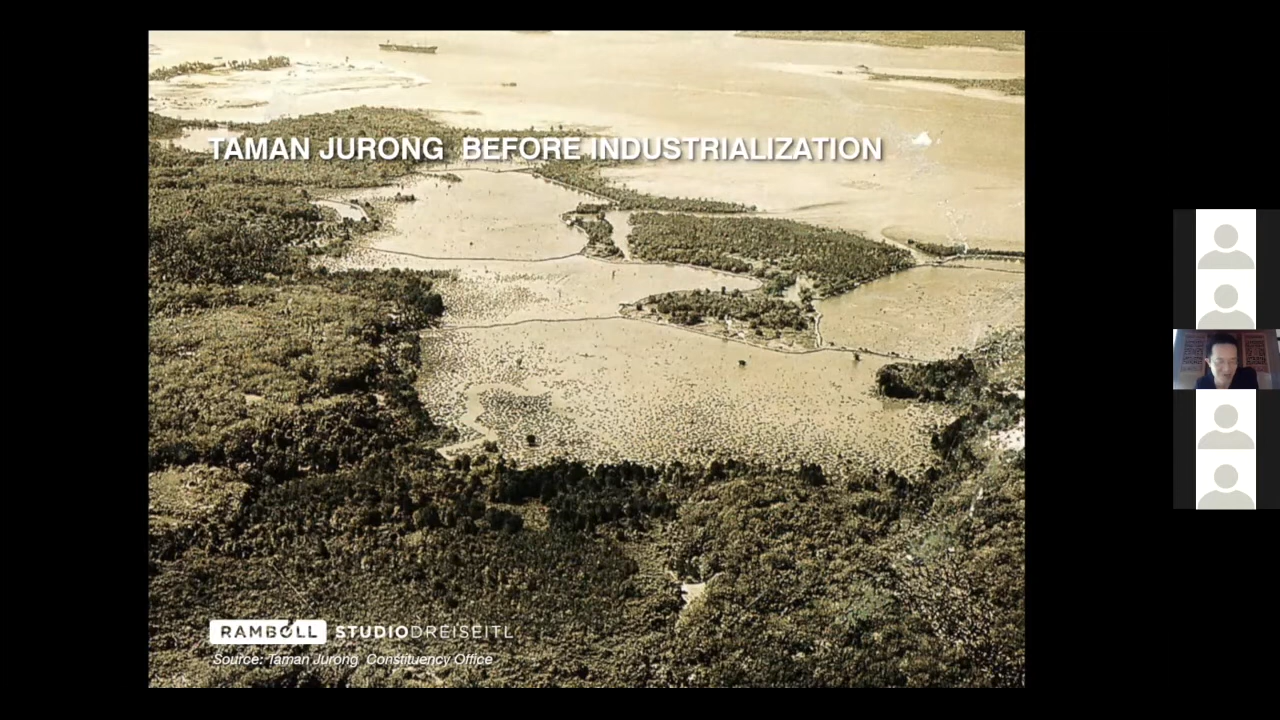 TAMAN JURONG BEFORE INDUSTRIALIZATION
RAMBOLL STUDIODREISEITL
Source: Taman Jurong Constituency Office